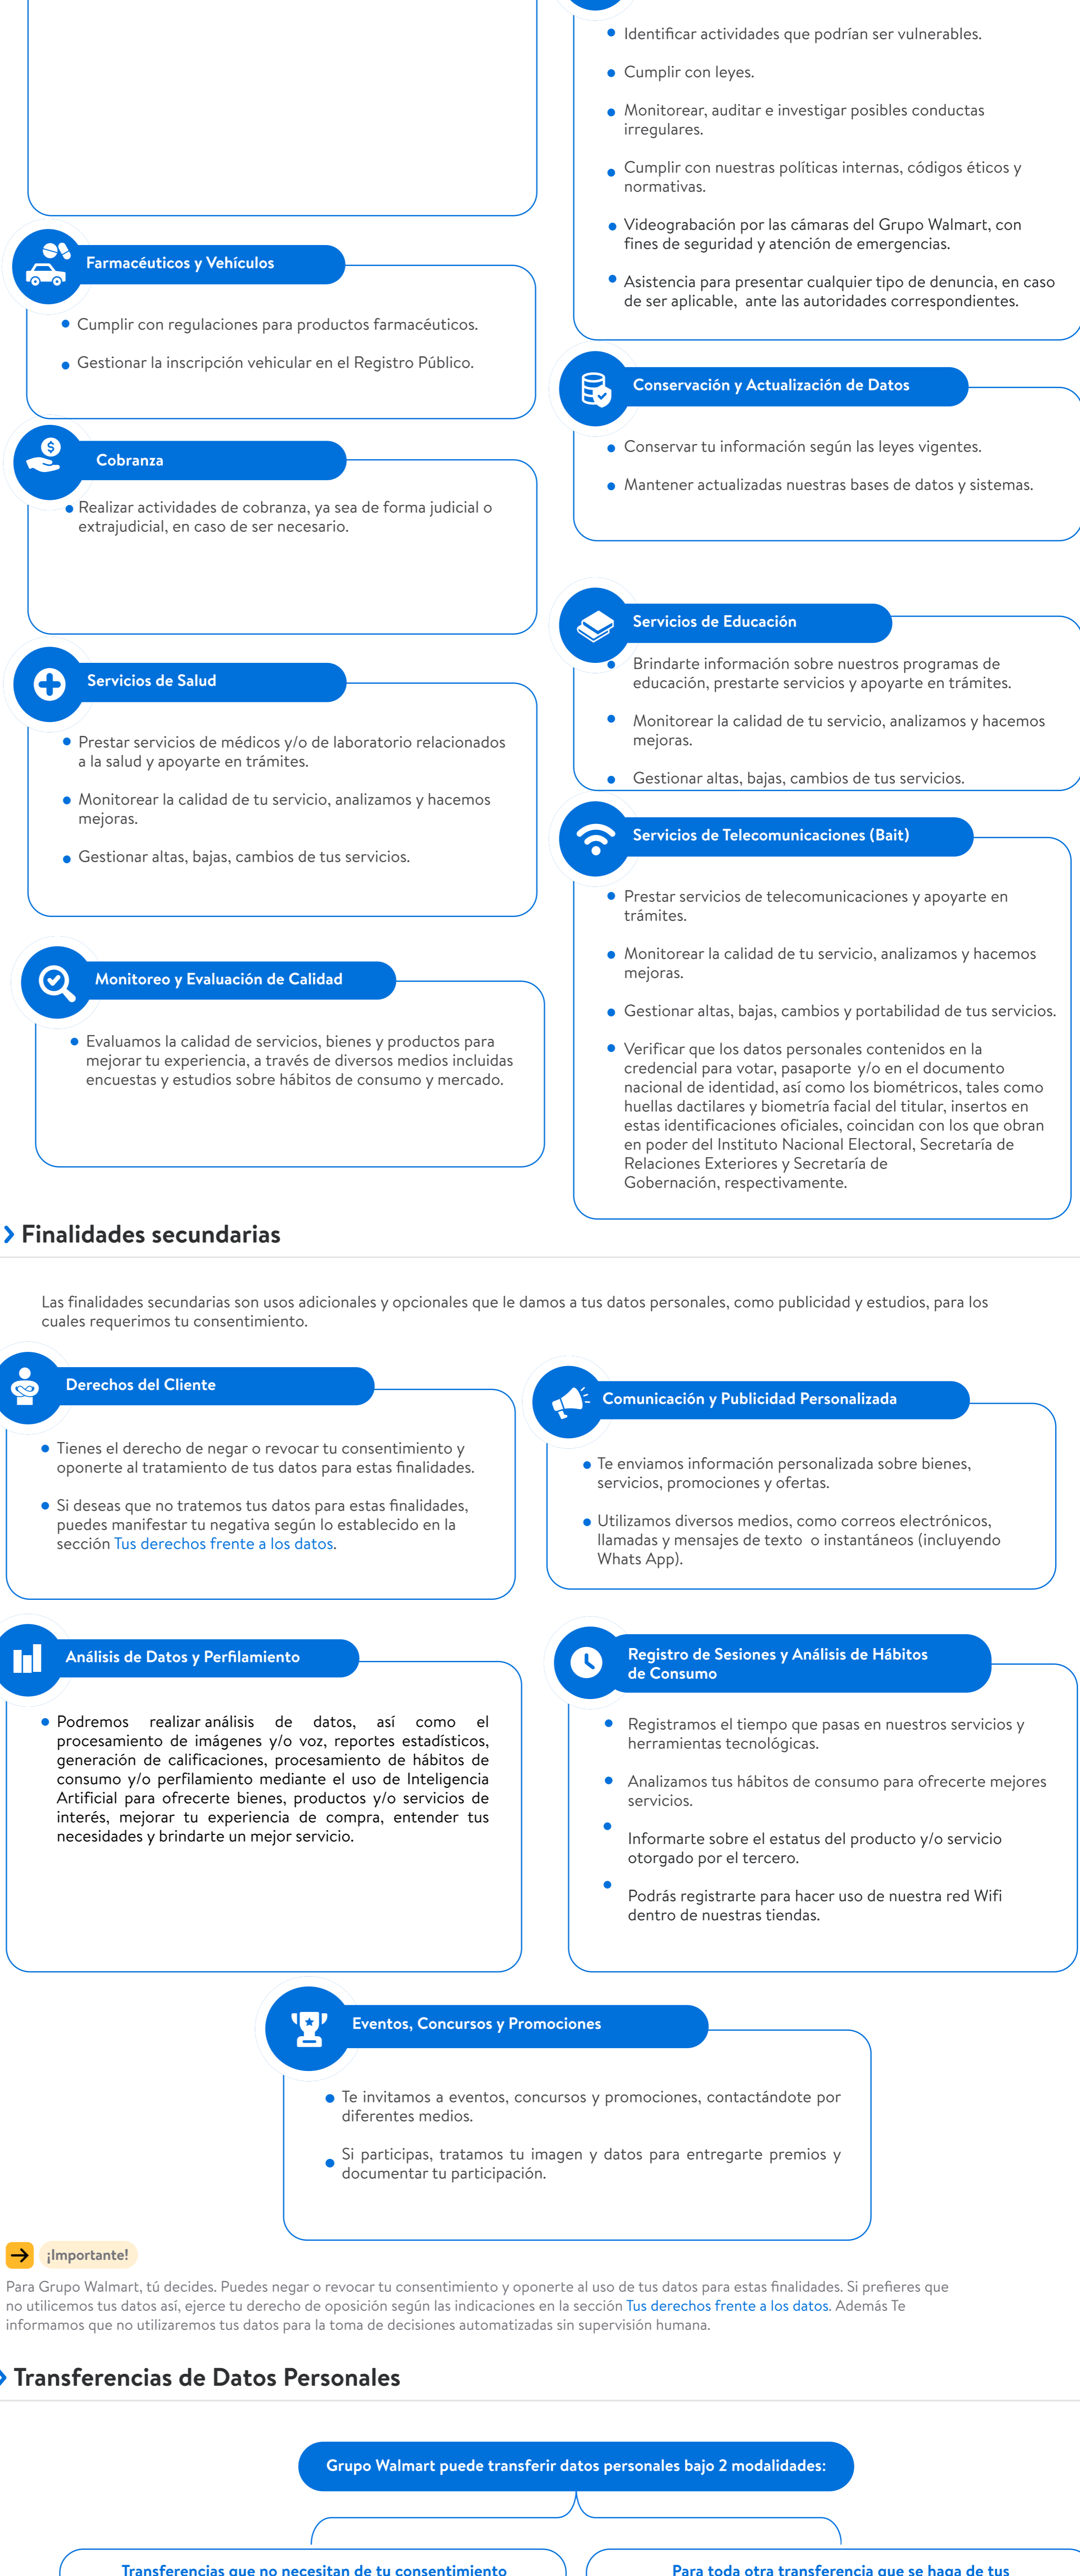 Identificar actividades que podrían ser vulnerables.
Cumplir con leyes.
Monitorear, auditar e investigar posibles conductas
irregulares.
Cumplir con nuestras políticas internas, códigos éticos y
normativas.
Videograbación por las cámaras del Grupo Walmart, con
fines de seguridad y atención de emergencias.
Asistencia para presentar cualquier tipo de denuncia, en caso
de ser aplicable, ante las autoridades correspondientes.
Farmacéuticos y Vehículos
Cumplir con regulaciones para productos farmacéuticos.
Gestionar la inscripción vehicular en el Registro Público.
Conservación y Actualización de Datos
Conservar tu información según las leyes vigentes.
Mantener actualizadas nuestras bases de datos y sistemas.
Cobranza
Realizar actividades de cobranza, ya sea de forma judicial o
extrajudicial, en caso de ser necesario.
Servicios de Educación
Brindarte información sobre nuestros programas de
educación, prestarte servicios y apoyarte en trámites.
Monitorear la calidad de tu servicio, analizamos y hacemos
mejoras.
Gestionar altas, bajas, cambios de tus servicios.
Servicios de Salud
Prestar servicios de médicos y/o de laboratorio relacionados
a la salud y apoyarte en trámites.
Monitorear la calidad de tu servicio, analizamos y hacemos
mejoras.
Gestionar altas, bajas, cambios de tus servicios.
Servicios de Telecomunicaciones (Bait)
Prestar servicios de telecomunicaciones y apoyarte en
trámites.
Monitorear la calidad de tu servicio, analizamos y hacemos
mejoras.
Gestionar altas, bajas, cambios y portabilidad de tus servicios.
Verificar que los datos personales contenidos en la
credencial para votar, pasaporte y/o en el documento
nacional de identidad, así como los biométricos, tales como
huellas dactilares y biometría facial del titular, insertos en
estas identificaciones oficiales, coincidan con los que obran
en poder del Instituto Nacional Electoral, Secretaría de
Relaciones Exteriores y Secretaría de
Gobernación, respectivamente.
Monitoreo y Evaluación de Calidad
Evaluamos la calidad de servicios, bienes y productos para
mejorar tu experiencia, a través de diversos medios incluidas
encuestas y estudios sobre hábitos de consumo y mercado.
Finalidades secundarias
Las finalidades secundarias son usos adicionales y opcionales que le damos a tus datos personales, como publicidad y estudios, para los
cuales requerimos tu consentimiento.
Derechos del Cliente
Tienes el derecho de negar o revocar tu consentimiento y
oponerte al tratamiento de tus datos para estas finalidades.
Si deseas que no tratemos tus datos para estas finalidades,
puedes manifestar tu negativa según lo establecido en la
sección Tus derechos frente a los datos.
Comunicación y Publicidad Personalizada
Te enviamos información personalizada sobre bienes,
servicios, promociones y ofertas.
Utilizamos diversos medios, como correos electrónicos,
llamadas y mensajes de texto o instantáneos (incluyendo
Whats App).
Análisis de Datos y Perfilamiento
Podremos realizar análisis de datos, así como el
procesamiento de imágenes y/o voz, reportes estadísticos,
generación de calificaciones, procesamiento de hábitos de
consumo y/o perfilamiento mediante el uso de Inteligencia
Artificial para ofrecerte bienes, productos y/o servicios de
interés, mejorar tu experiencia de compra, entender tus
necesidades y brindarte un mejor servicio.
Registro de Sesiones y Análisis de Hábitos
de Consumo
Registramos el tiempo que pasas en nuestros servicios y
herramientas tecnológicas.
Analizamos tus hábitos de consumo para ofrecerte mejores
servicios.
Informarte sobre el estatus del producto y/o servicio
otorgado por el tercero.
Podrás registrarte para hacer uso de nuestra red Wifi
dentro de nuestras tiendas.
Eventos, Concursos y Promociones
Te invitamos a eventos, concursos y promociones, contactándote por
diferentes medios.
Si participas, tratamos tu imagen y datos para entregarte premios y
documentar tu participación.
¡Importante!
Para Grupo Walmart, tú decides. Puedes negar o revocar tu consentimiento y oponerte al uso de tus datos para estas finalidades. Si prefieres que
no utilicemos tus datos así, ejerce tu derecho de oposición según las indicaciones en la sección Tus derechos frente a los datos. Además Te
informamos que no utilizaremos tus datos para la toma de decisiones automatizadas sin supervisión humana.
Transferencias de Datos Personales
Grupo Walmart puede transferir datos personales bajo 2 modalidades:
Transferencias que no necesitan de tu consentimiento
Para toda otra transferencia que se haga de tus